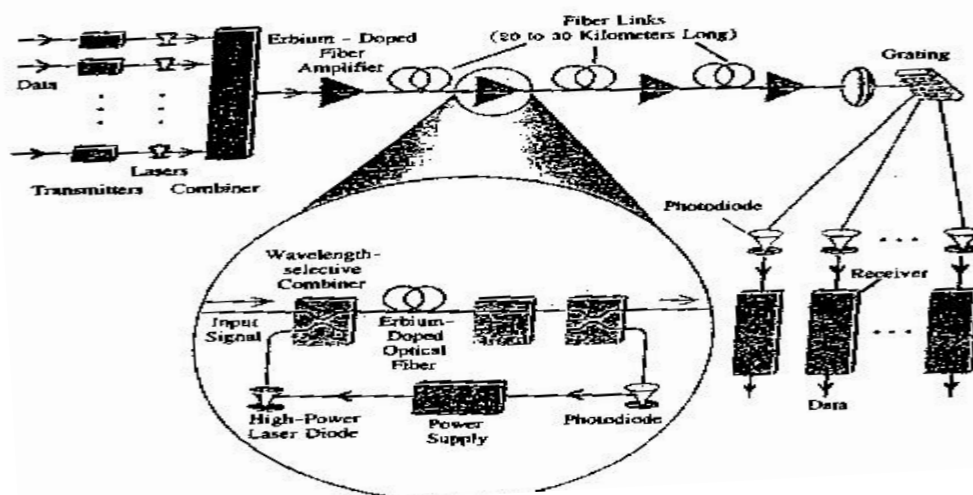 Data
Transmitters
Lasers
Combiner
Erbium - Doped
Fiber
Amplifier
Fiber Links
(20 to 30 Kilometers Long)
Grating
Photodiode
Receiver
Data
Wavelength-
selective
Combiner
Input
Signal
Erbium-
Doped
Optical
Fiber
High-Power
Laser Diode
Power
Supply
Photodiode